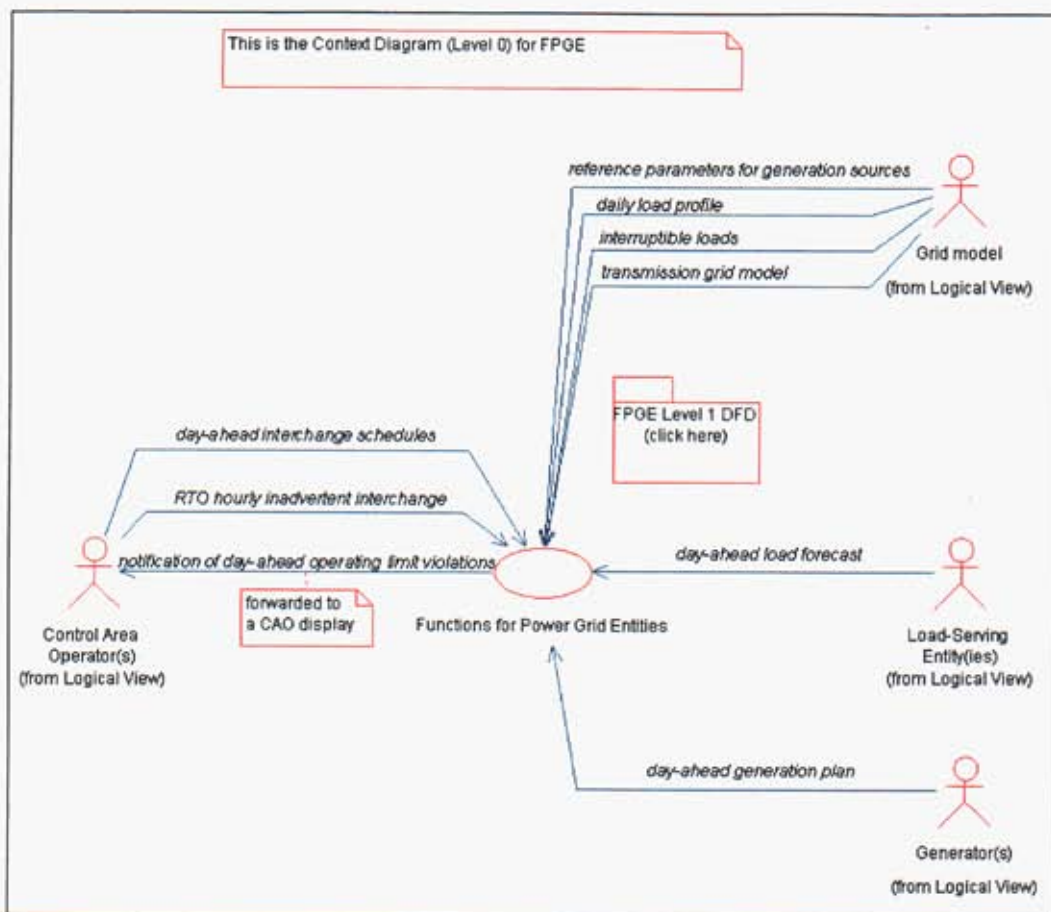 This is the Context Diagram (Level 0) for FPGE
reference parameters for generation sources
daily load profile
interruptible loads
transmission grid model
Grid model
(from Logical View)
FPGE Level 1 DFD
(click here)
day-ahead interchange schedules
RTO hourly inadvertent interchange
notification of day-ahead operating limit violations
forwarded to
a CAO display
Control Area
Operator(s)
(from Logical View)
Functions for Power Grid Entities
day-ahead load forecast
Load-Serving
Entity(ies)
(from Logical View)
day-ahead generation plan
Generator(s)
(from Logical View)